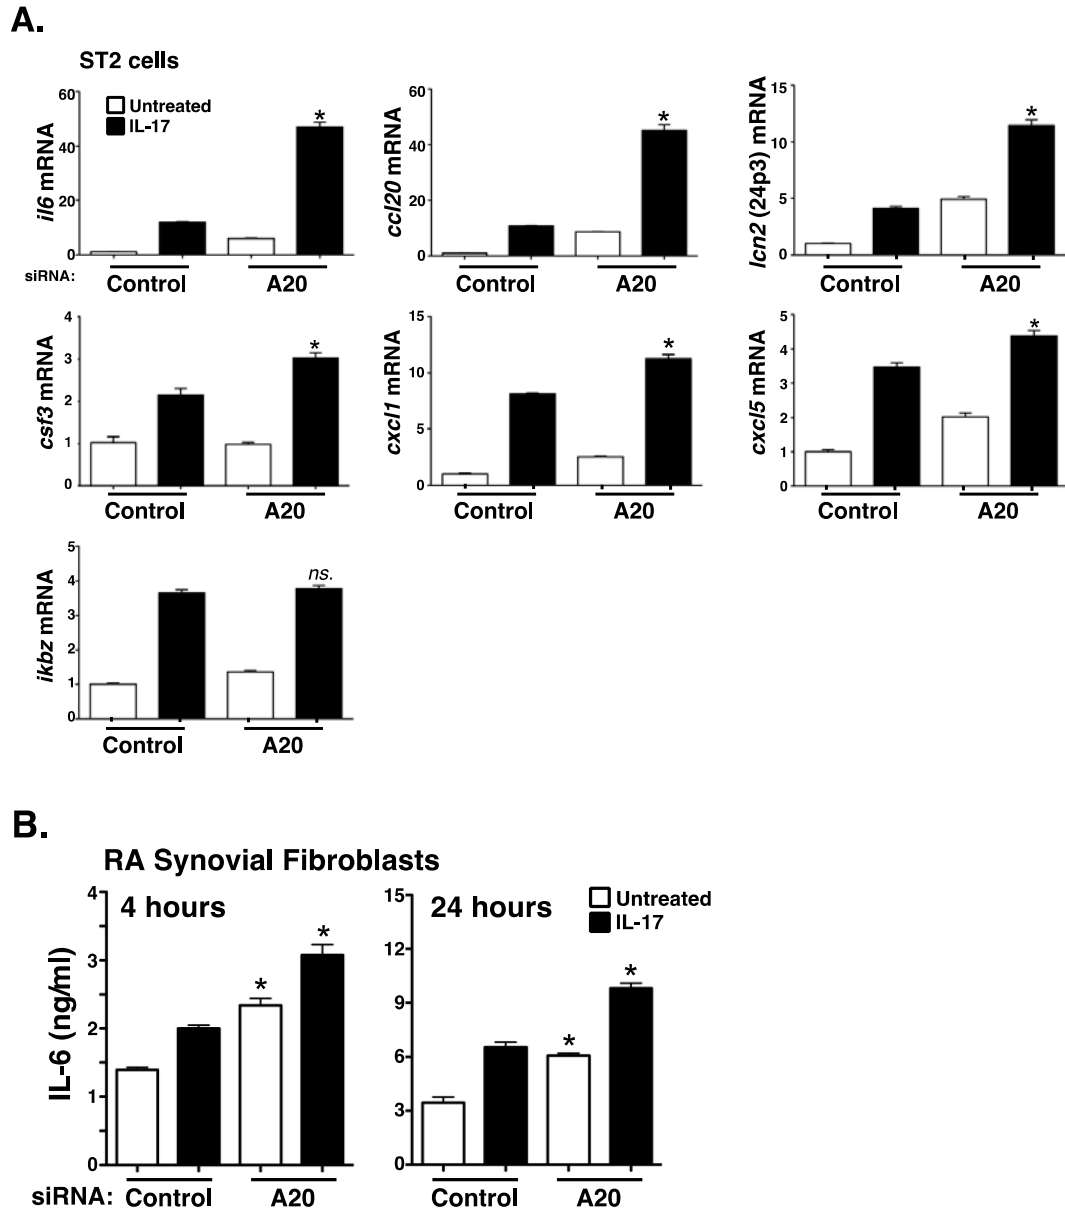 A.
ST2 cells
il6 mRNA
60
40
20
0
Untreated
IL-17
*
siRNA:
Control
A20
ccl20 mRNA
60
40
20
0
*
Control
A20
lcn2 (24p3) mRNA
15
10
5
0
*
Control
A20
csf3 mRNA
4
3
2
1
0
*
Control
A20
cxcl1 mRNA
15
10
5
0
*
Control
A20
cxcl5 mRNA
5
4
3
2
1
0
*
Control
A20
ikbz mRNA
5
4
3
2
1
0
ns.
Control
A20
B.
RA Synovial Fibroblasts
IL-6 (ng/ml)
4
3
2
1
0
4 hours
*
*
siRNA:
Control
A20
15
12
9
6
3
0
24 hours
Untreated
IL-17
*
*
Control
A20